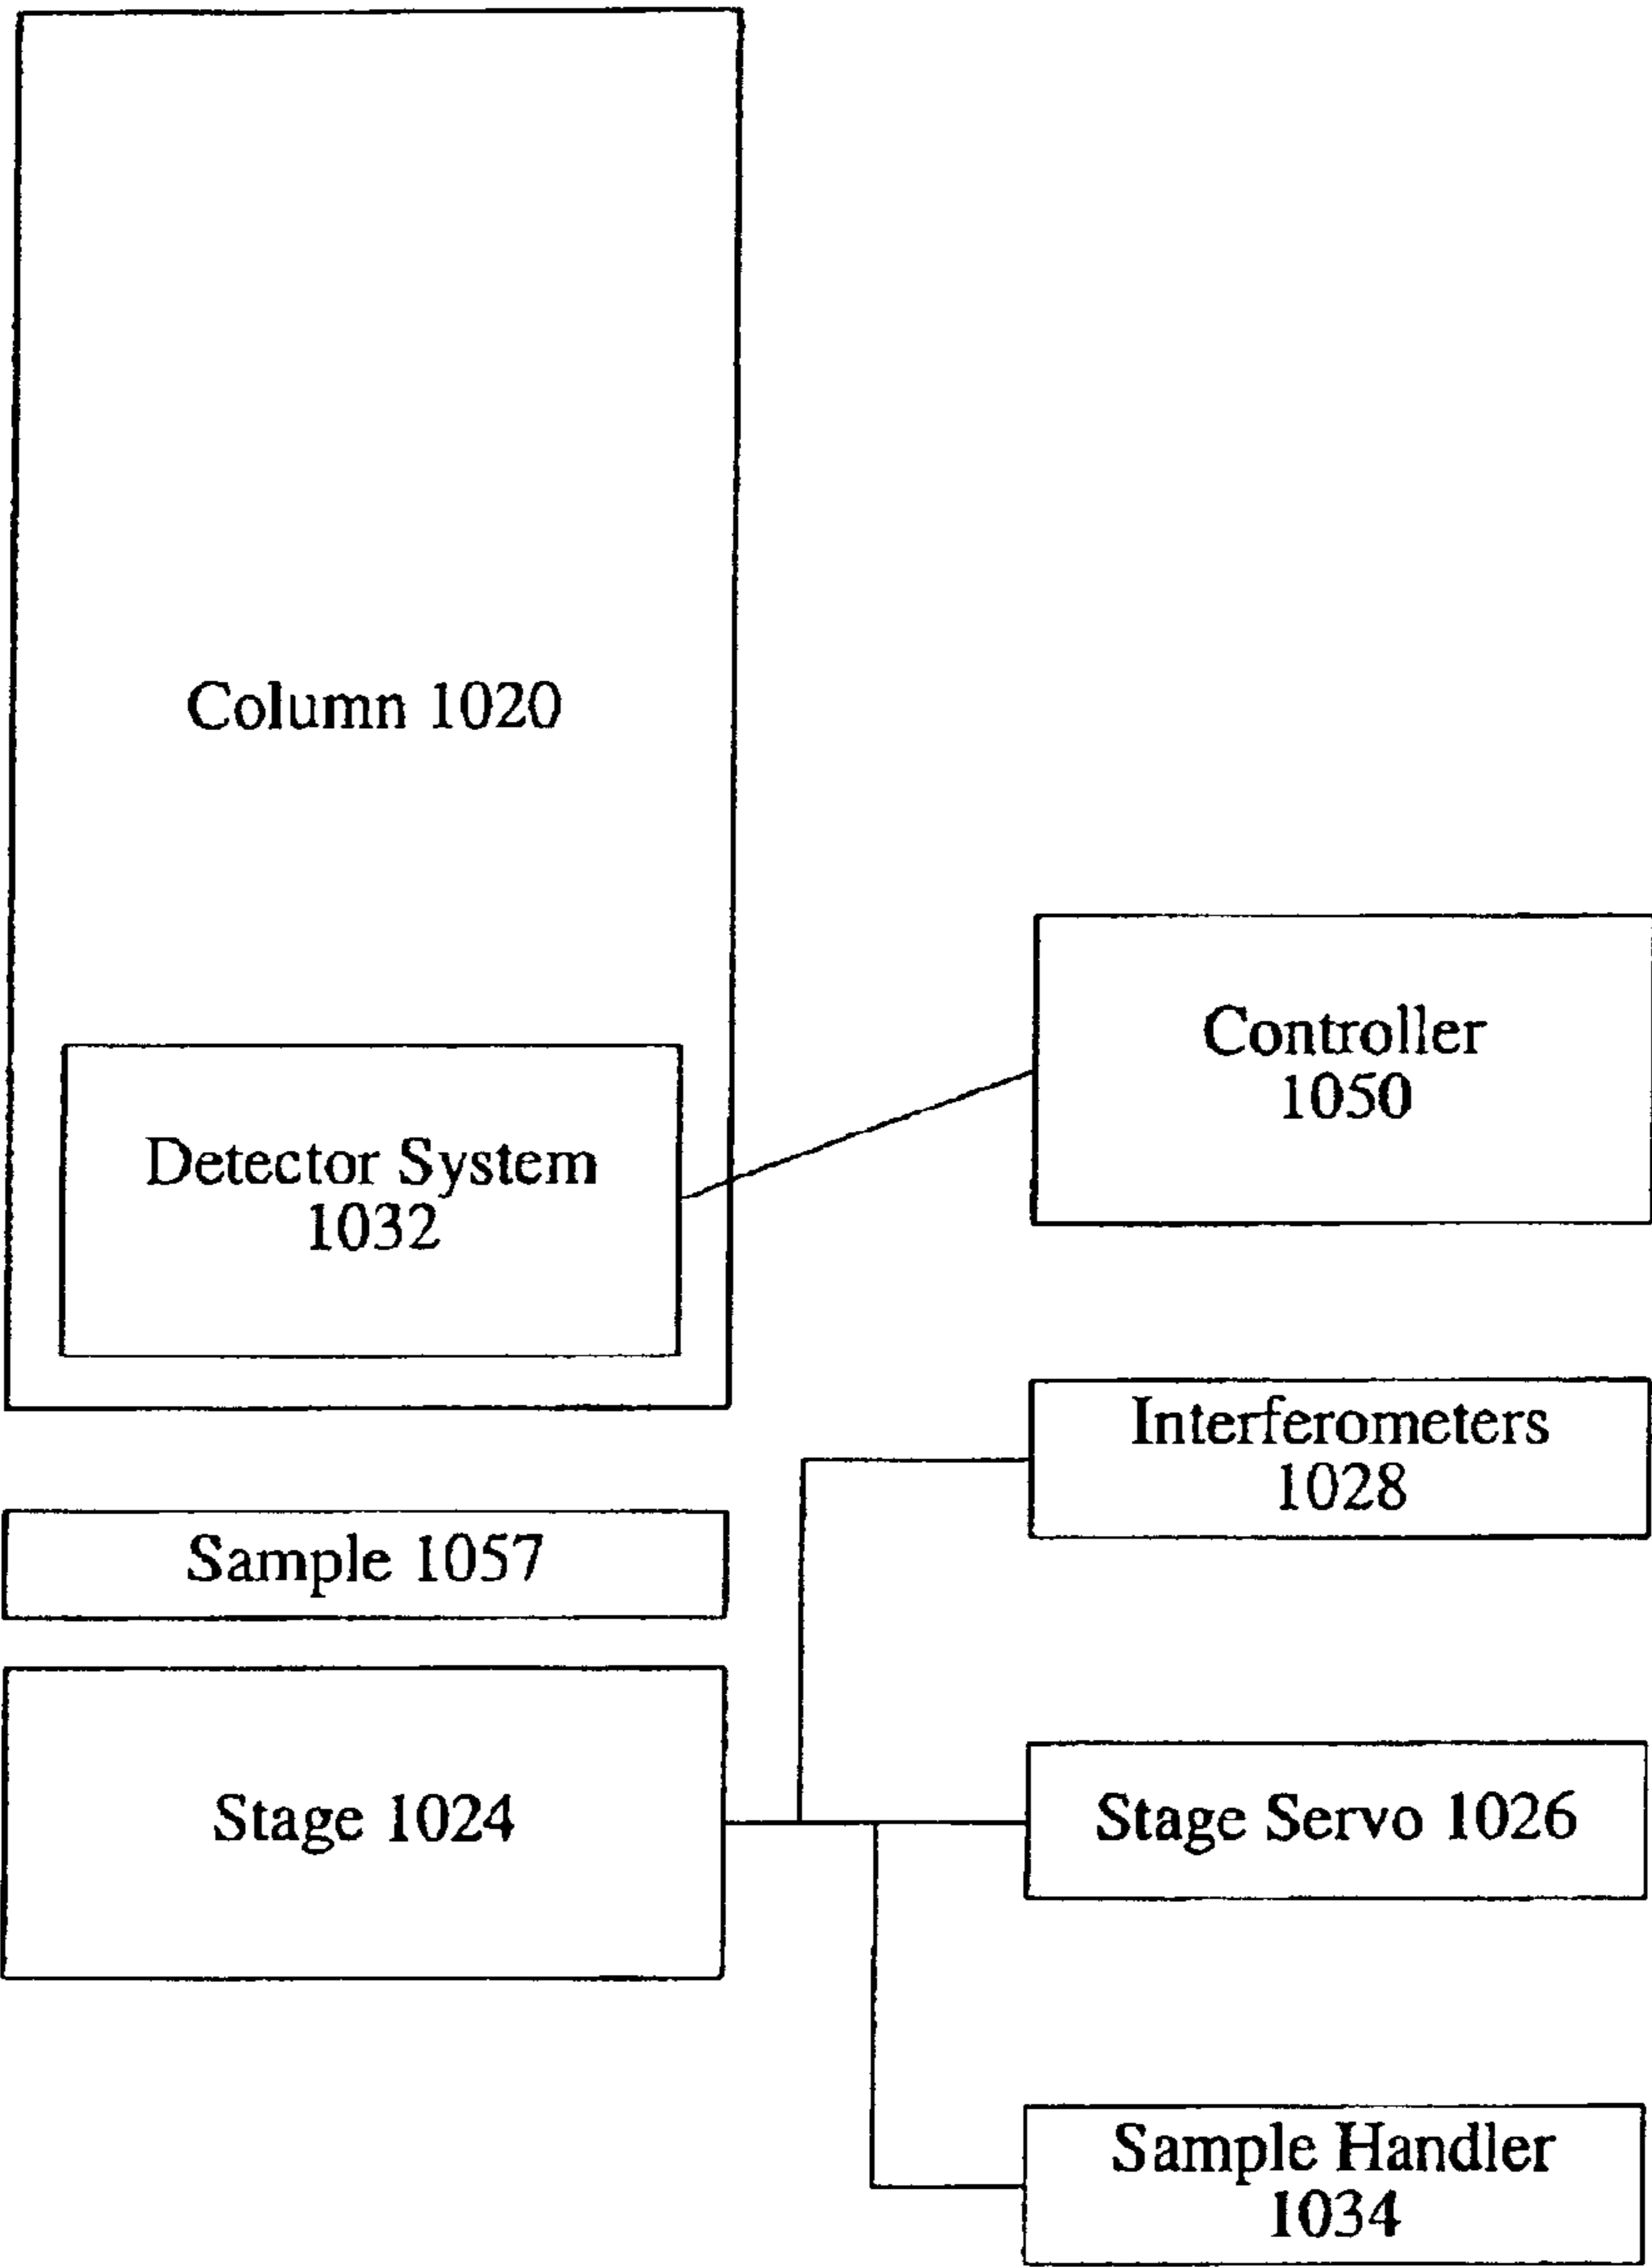 Column 1020
Controller
1050
Detector System
1032
Interferometers
1028
Sample 1057
Stage 1024
Stage Servo 1026
Sample Handler
1034